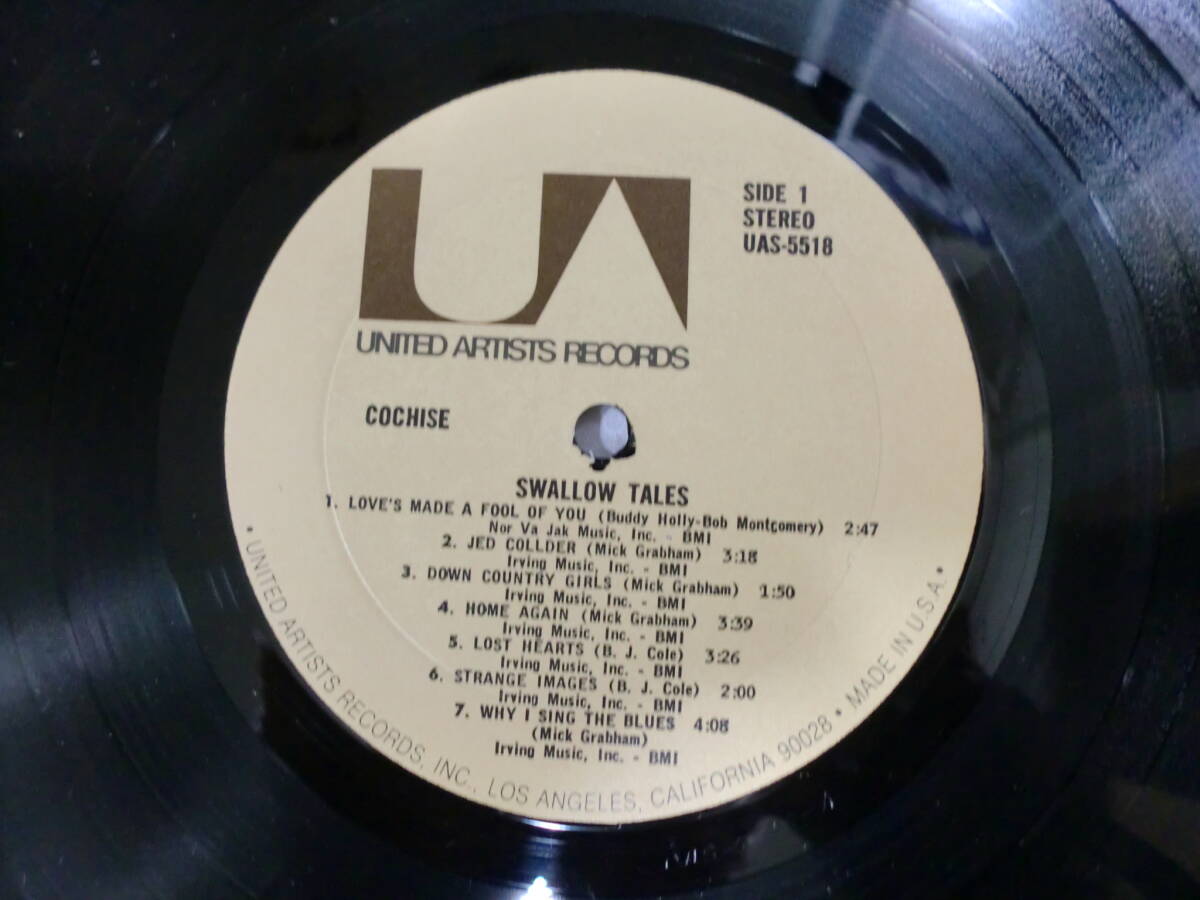 UA
UNITED ARTISTS RECORDS
SIDE 1
STEREO
UAS-5518
COCHISE
SWALLOW TALES
1. LOVE'S MADE A FOOL OF YOU (Buddy Holly-Bob Montgomery) 2:47
Nor Va Jak Music, Inc. - BMI
2. JED COLLDER (Mick Grabham) 3:18
Irving Music, Inc. - BMI
3. DOWN COUNTRY GIRLS (Mick Grabham) 1:50
Irving Music, Inc. - BMI
4. HOME AGAIN (Mick Grabham) 3:39
Irving Music, Inc. - BMI
5. LOST HEARTS (B. J. Cole) 3:26
Irving Music, Inc. - BMI
6. STRANGE IMAGES (B. J. Cole) 2:00
Irving Music, Inc. - BMI
7. WHY I SING THE BLUES 4:08
(Mick Grabham)
Irving Music, Inc. - BMI
• UNITED ARTISTS RECORDS, INC., LOS ANGELES, CALIFORNIA 90028 • MADE IN U.S.A. •